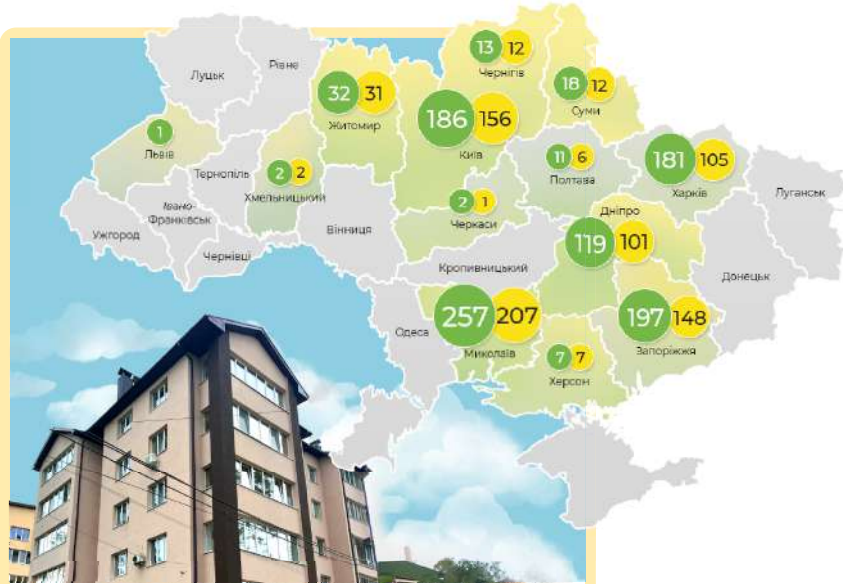 Луцьк
Рівне
13 12
Чернігів
18 12
Суми
32 31
Житомир
186 156
Київ
1
Львів
Тернопіль
2 2
Хмельницький
11 6
Полтава
181 105
Харків
Луганськ
Івано-
Франківськ
Ужгород
Чернівці
Вінниця
2 1
Черкаси
Дніпро
119 101
Кропивницький
Донецьк
Одеса
257 207
Миколаїв
7 7
Херсон
197 148
Запоріжжя